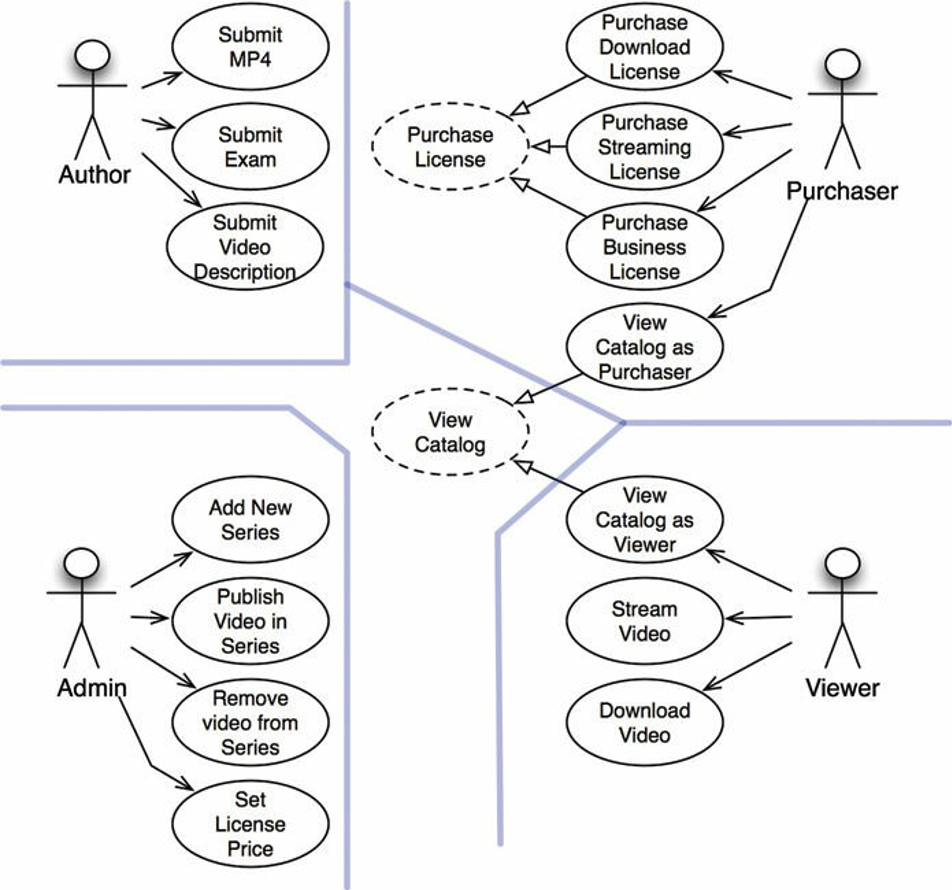 Submit
MP4
Submit
Exam
Submit
Video
Description
Author
Purchase
Download
License
Purchase
License
Purchase
Streaming
License
Purchase
Business
License
View
Catalog as
Purchaser
Purchaser
View
Catalog
Add New
Series
Publish
Video in
Series
Remove
video from
Series
Set
License
Price
Admin
View
Catalog as
Viewer
Stream
Video
Download
Video
Viewer